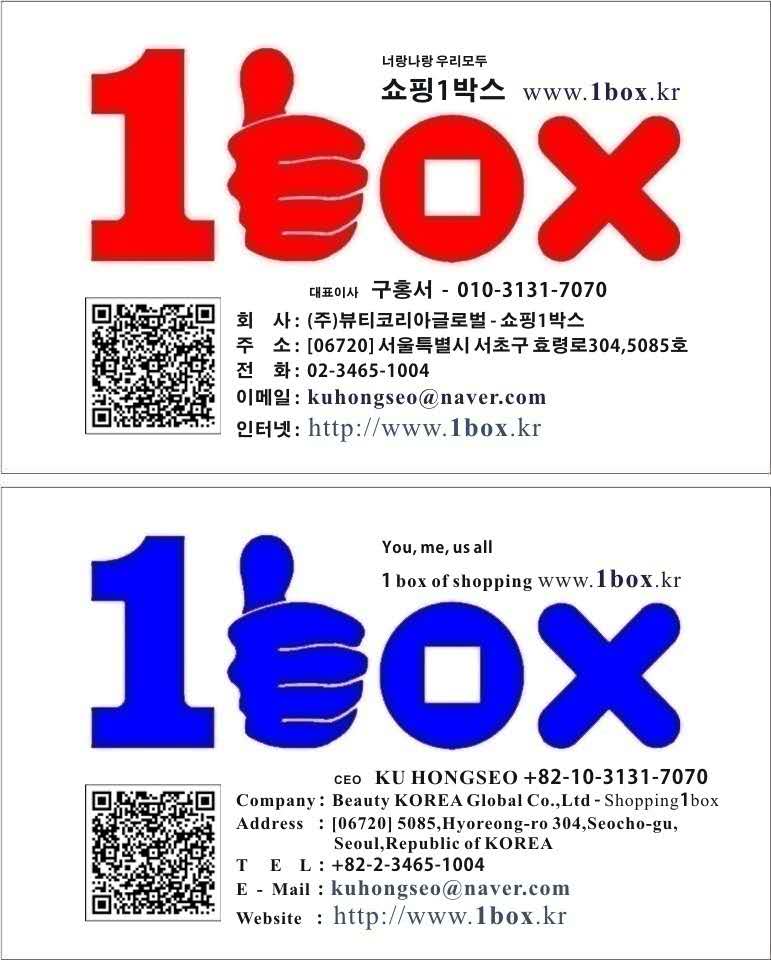 너랑나랑 우리모두
쇼핑1박스 www.1box.kr
1box
대표이사 구홍서 - 010-3131-7070
회 사 : (주)뷰티코리아글로벌 - 쇼핑1박스
주 소 : [06720] 서울특별시 서초구 효령로304,5085호
전 화 : 02-3465-1004
이메일 : kuhongseo@naver.com
인터넷 : http://www.1box.kr
You, me, us all
1 box of shopping www.1box.kr
1box
CEO KU HONGSEO +82-10-3131-7070
Company : Beauty KOREA Global Co.,Ltd - Shopping1box
Address : [06720] 5085,Hyoreong-ro 304,Seocho-gu,
Seoul,Republic of KOREA
T E L : +82-2-3465-1004
E - Mail : kuhongseo@naver.com
Website : http://www.1box.kr